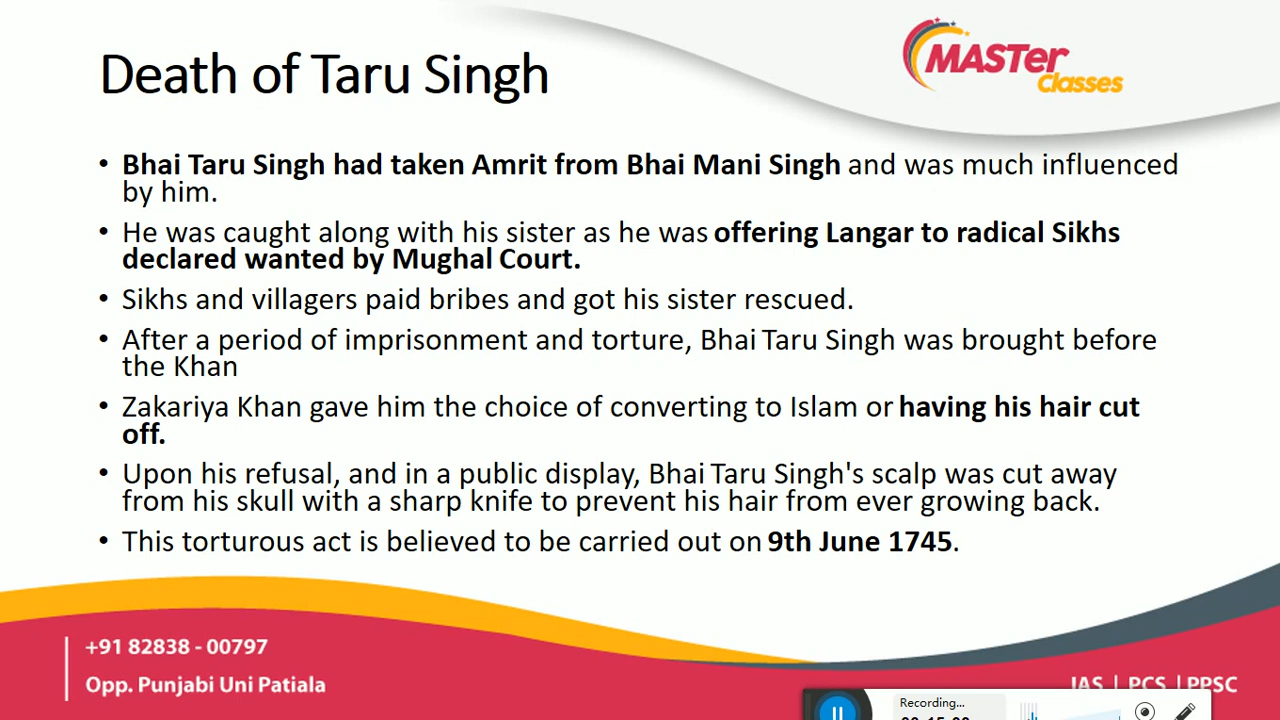 Death of Taru Singh
MASTer
Classes
• Bhai Taru Singh had taken Amrit from Bhai Mani Singh and was much influenced
by him.
• He was caught along with his sister as he was offering Langar to radical Sikhs
declared wanted by Mughal Court.
• Sikhs and villagers paid bribes and got his sister rescued.
• After a period of imprisonment and torture, Bhai Taru Singh was brought before
the Khan
• Zakariya Khan gave him the choice of converting to Islam or having his hair cut
off.
• Upon his refusal, and in a public display, Bhai Taru Singh's scalp was cut away
from his skull with a sharp knife to prevent his hair from ever growing back.
• This torturous act is believed to be carried out on 9th June 1745.
+91 82838 - 00797
Opp. Punjabi Uni Patiala
IAS | PCS | PPSC
Recording...